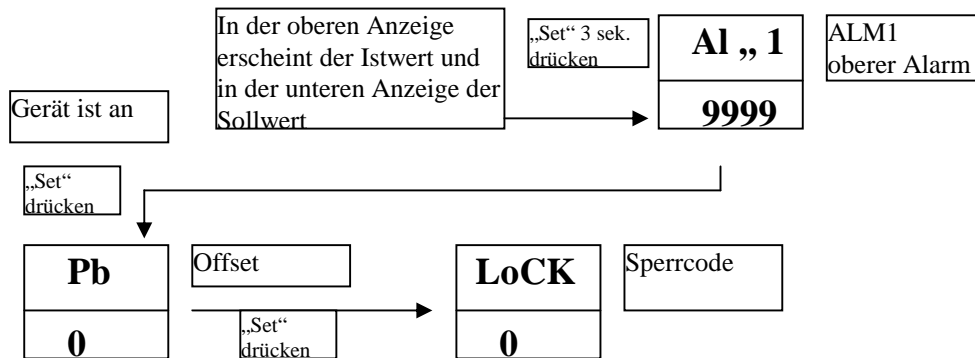 In der oberen Anzeige
erscheint der Istwert und
in der unteren Anzeige der
Sollwert
„Set“ 3 sek.
drücken
Al „ 1
9999
ALM1
oberer Alarm
Gerät ist an
„Set“
drücken
Pb
0
Offset
„Set“
drücken
LoCK
0
Sperrcode